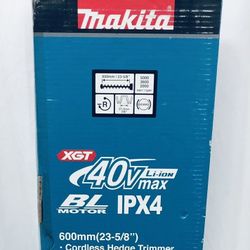 makita
600mm(23-5/8")
R
XGT
40v Li-ion
max
BL
MOTOR
IPX4
600mm(23-5/8")
• Cordless Hedge Trimmer